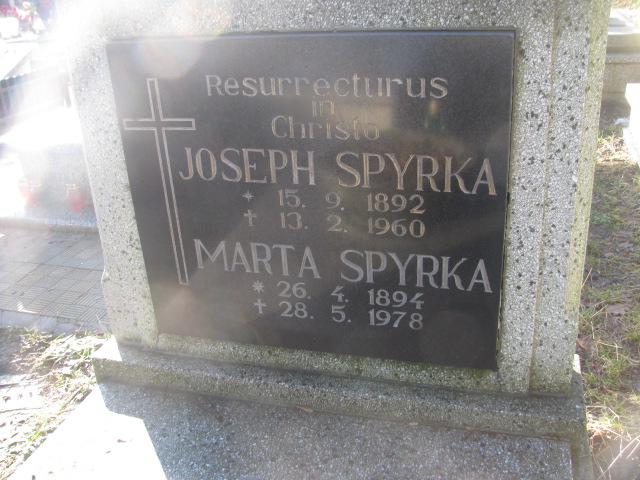 Resurrecturus
in
Christo
JOSEPH SPYRKA
* 15. 9. 1892
† 13. 2. 1960
MARTA SPYRKA
* 26. 4. 1894
† 28. 5. 1978